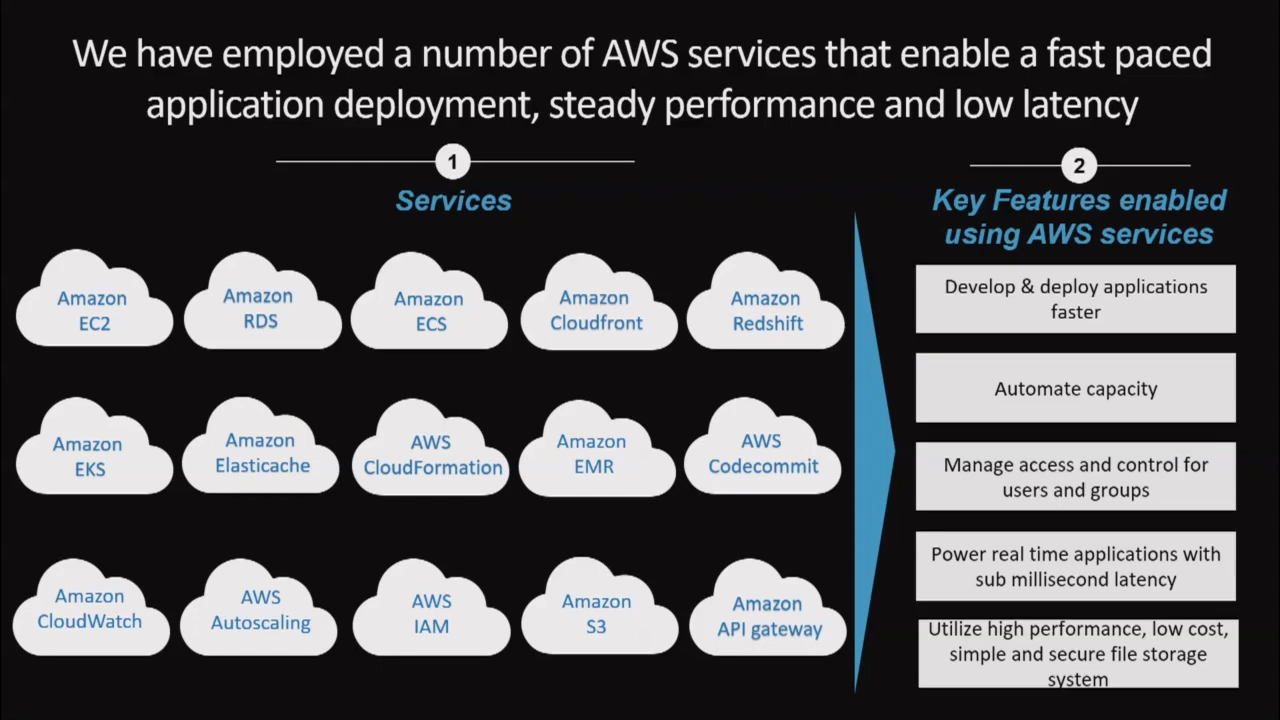 We have employed a number of AWS services that enable a fast paced
application deployment, steady performance and low latency
1
Services
2
Key Features enabled
using AWS services
Amazon
EC2
Amazon
RDS
Amazon
ECS
Amazon
Cloudfront
Amazon
Redshift
Amazon
EKS
Amazon
Elasticache
AWS
CloudFormation
Amazon
EMR
AWS
Codecommit
Amazon
CloudWatch
AWS
Autoscaling
AWS
IAM
Amazon
S3
Amazon
API gateway
Develop & deploy applications
faster
Automate capacity
Manage access and control for
users and groups
Power real time applications with
sub millisecond latency
Utilize high performance, low cost,
simple and secure file storage
system